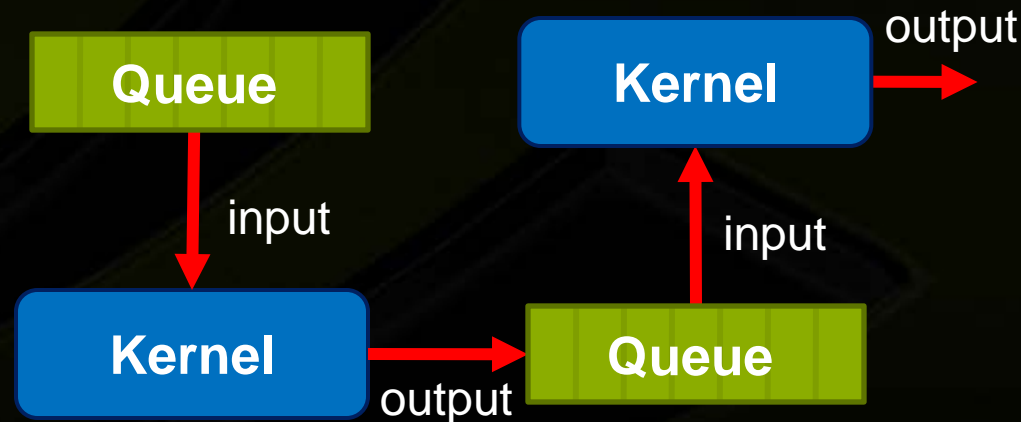 Queue
input
Kernel
output
Queue
input
Kernel
output